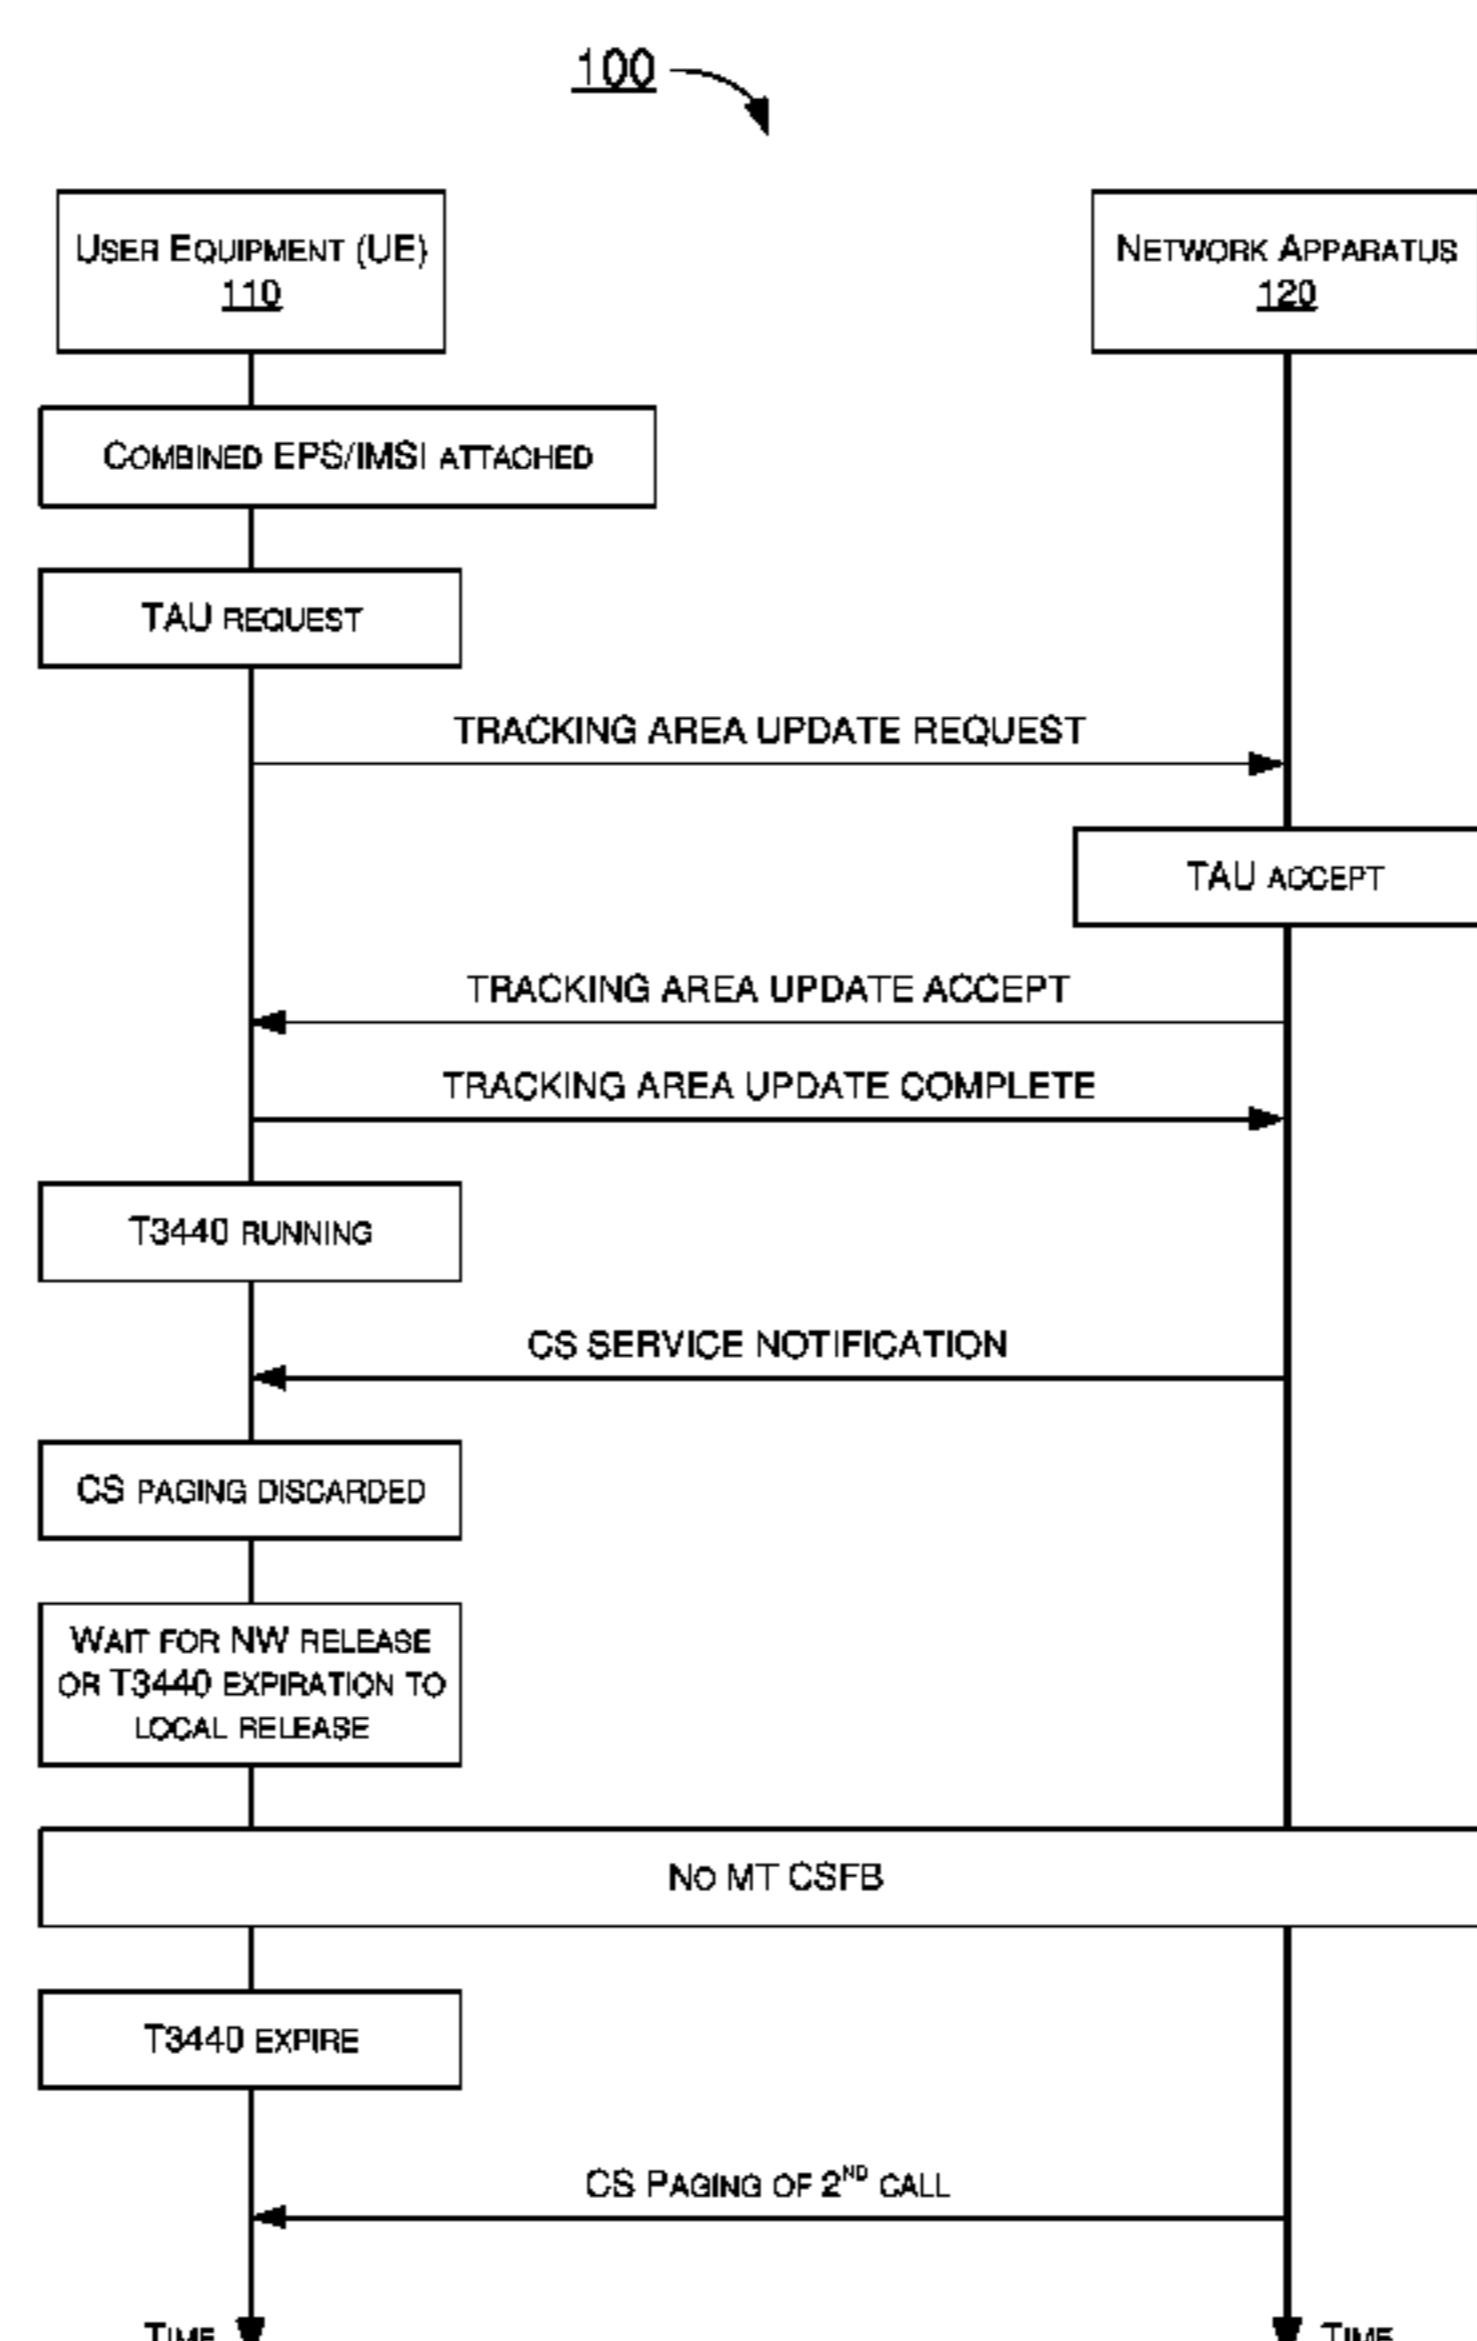 100
USER EQUIPMENT (UE)
110
NETWORK APPARATUS
120
COMBINED EPS/IMSI ATTACHED
TAU REQUEST
TRACKING AREA UPDATE REQUEST
TAU ACCEPT
TRACKING AREA UPDATE ACCEPT
TRACKING AREA UPDATE COMPLETE
T3440 RUNNING
CS SERVICE NOTIFICATION
CS PAGING DISCARDED
WAIT FOR NW RELEASE
OR T3440 EXPIRATION TO
LOCAL RELEASE
NO MT CSFB
T3440 EXPIRE
CS PAGING OF 2ND CALL
TIME
TIME